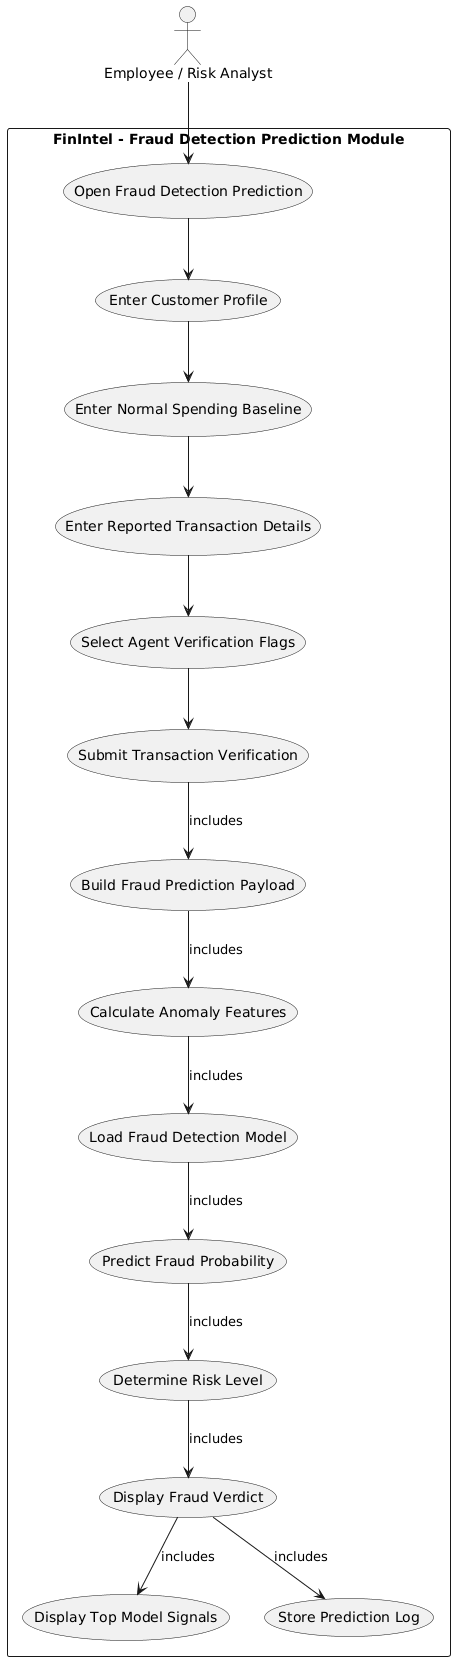 Employee / Risk Analyst
FinIntel - Fraud Detection Prediction Module
Open Fraud Detection Prediction
Enter Customer Profile
Enter Normal Spending Baseline
Enter Reported Transaction Details
Select Agent Verification Flags
Submit Transaction Verification
includes
Build Fraud Prediction Payload
includes
Calculate Anomaly Features
includes
Load Fraud Detection Model
includes
Predict Fraud Probability
includes
Determine Risk Level
includes
Display Fraud Verdict
includes
includes
Display Top Model Signals
Store Prediction Log